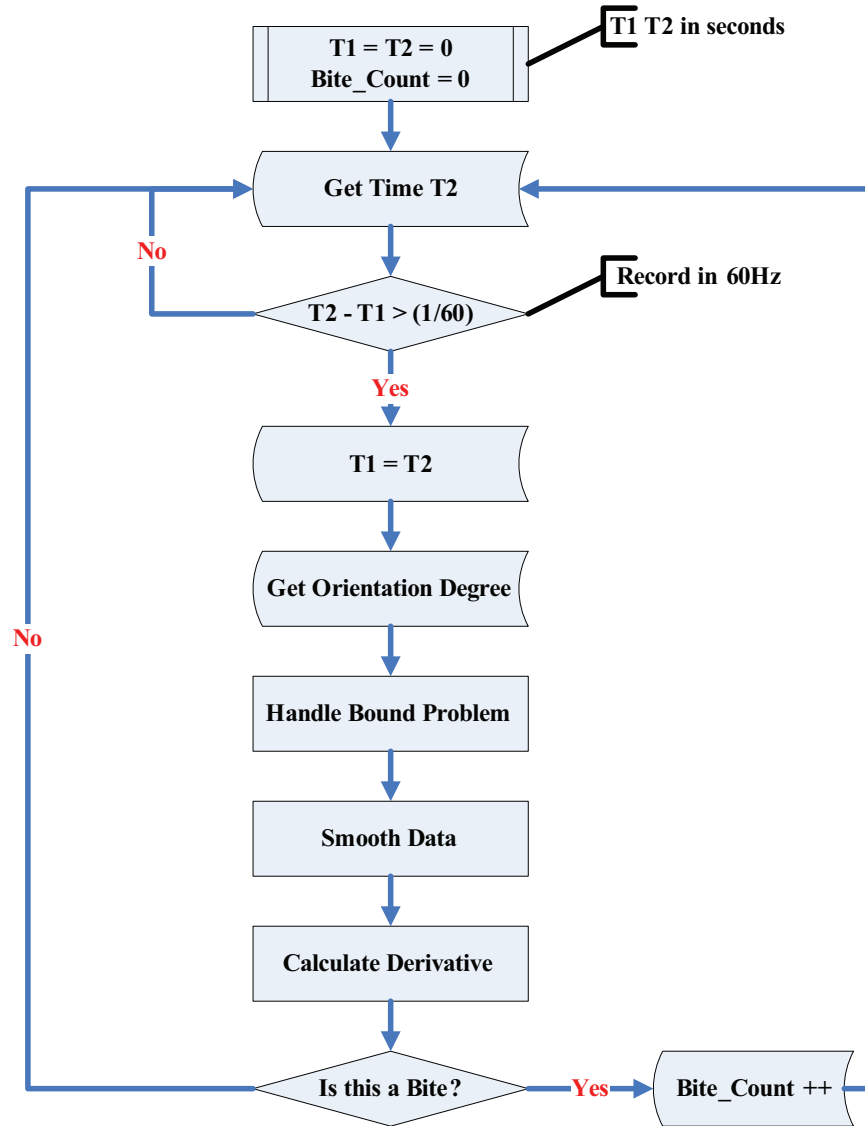 T1 = T2 = 0
Bite_Count = 0
T1 T2 in seconds
Get Time T2
No
T2 - T1 > (1/60)
Record in 60Hz
Yes
T1 = T2
Get Orientation Degree
No
Handle Bound Problem
Smooth Data
Calculate Derivative
Is this a Bite?
Yes
Bite_Count ++